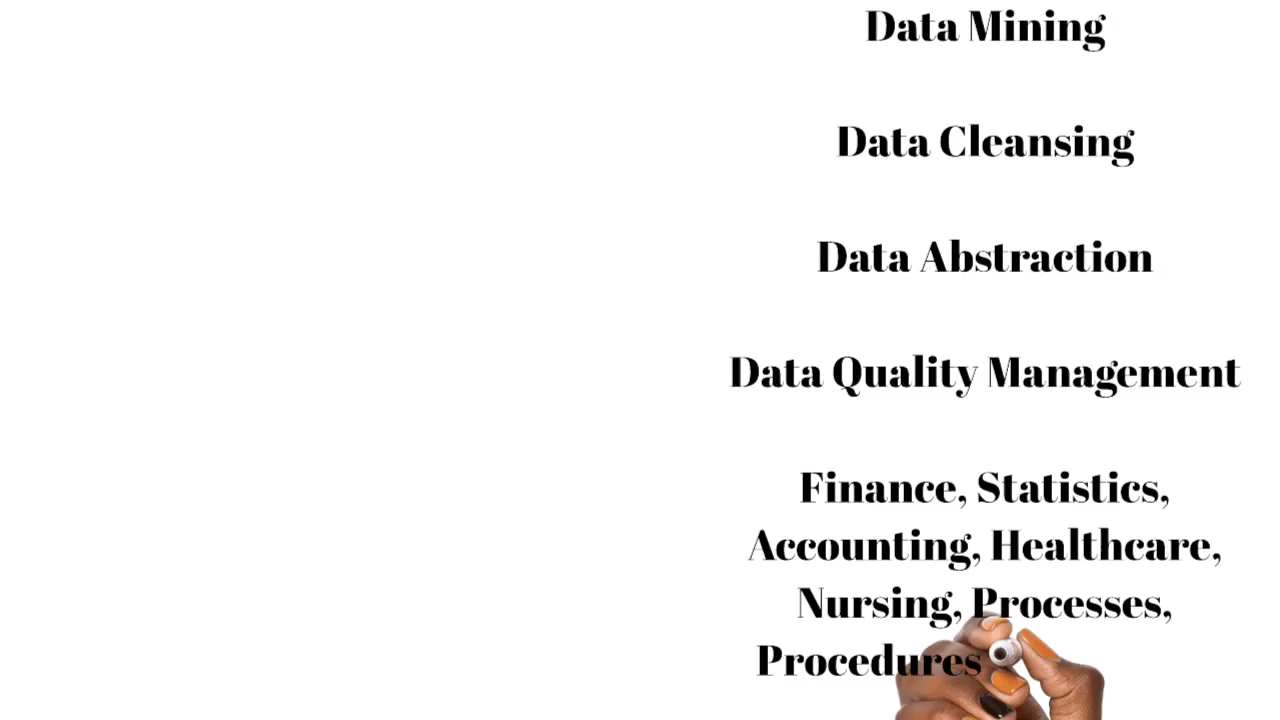 Data Mining
Data Cleansing
Data Abstraction
Data Quality Management
Finance, Statistics,
Accounting, Healthcare,
Nursing, Processes,
Procedures